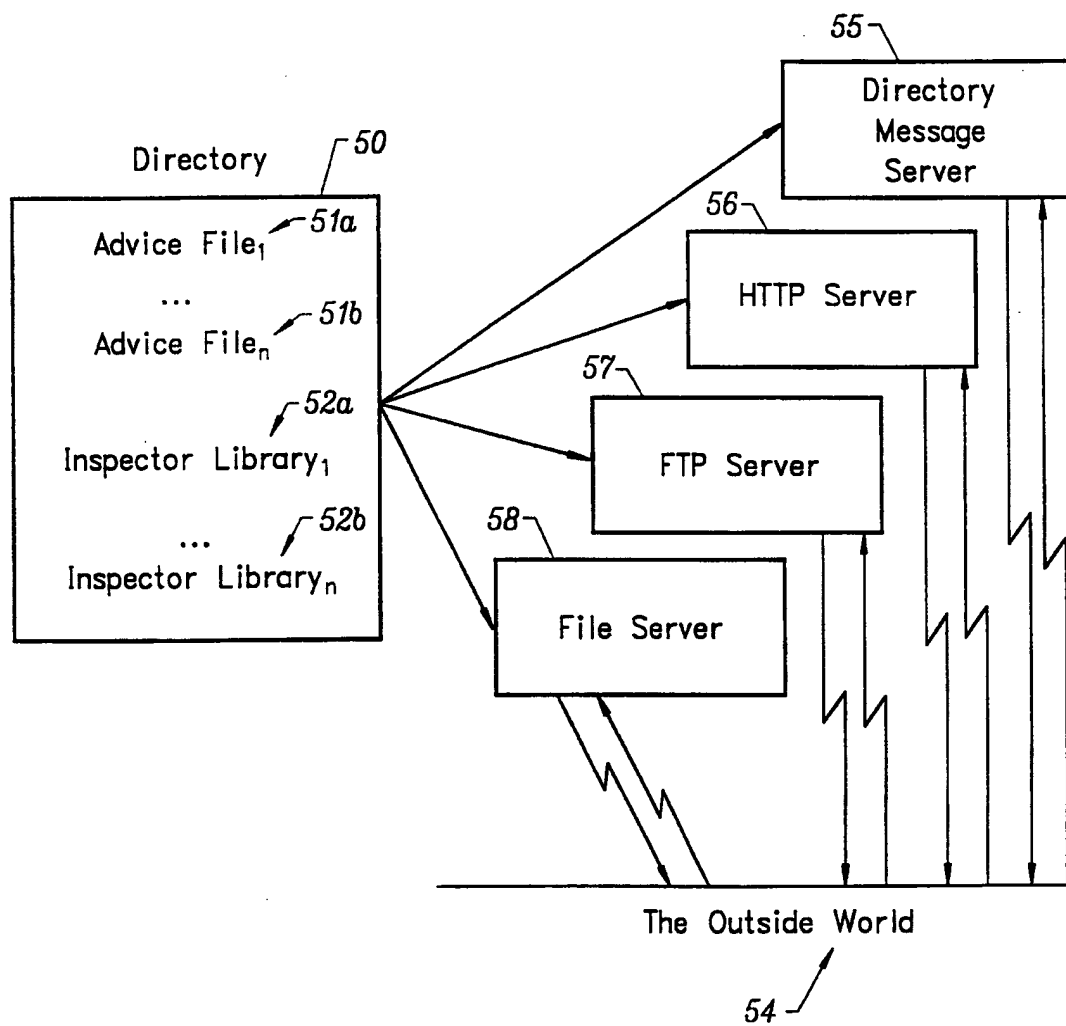 55
Directory
Message
Server
50
Directory
51a
Advice File1
...
51b
Advice Filen
52a
Inspector Library1
52b
...
Inspector Libraryn
56
HTTP Server
57
FTP Server
58
File Server
The Outside World
54